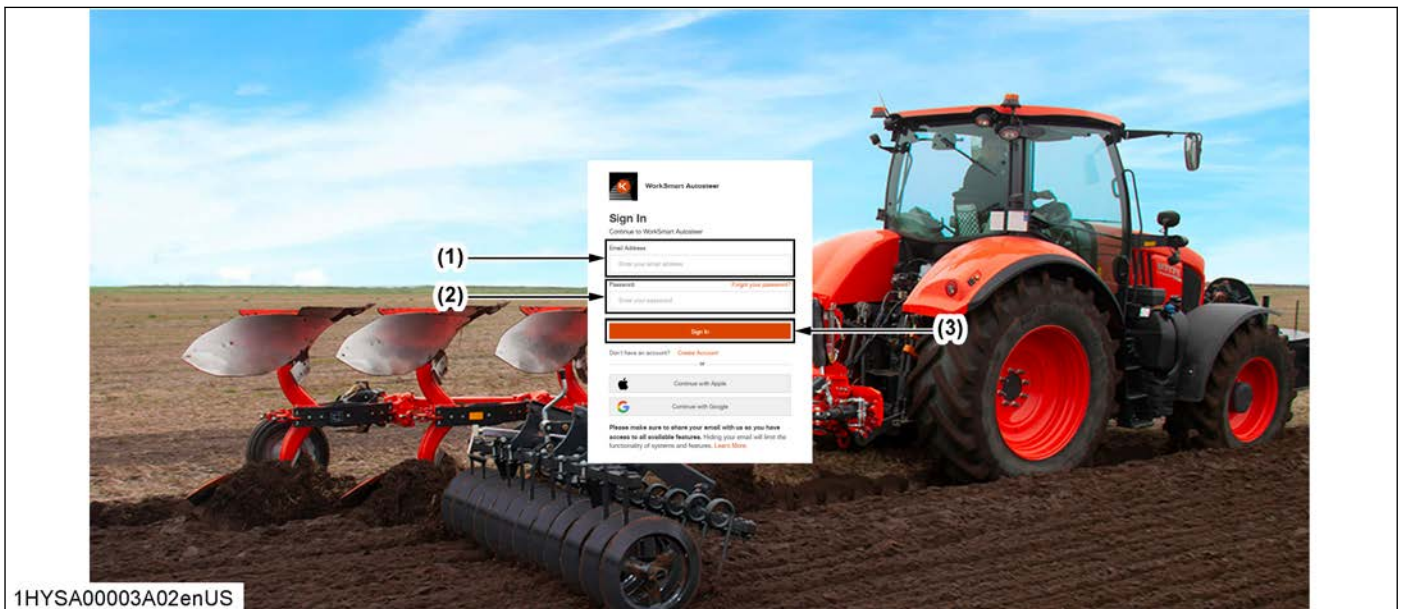 WorkSmart Autosteer
Sign In
Continue to WorkSmart Autosteer
Email Address
(1)
Enter your email address
Password Forgot your password?
(2)
Enter your password
Sign In
(3)
Don't have an account? Create Account
or
Continue with Apple
Continue with Google
Please make sure to share your email with us so you have
access to all available features. Hiding your email will limit the
functionality of systems and features. Learn More.
1HYSA00003A02enUS